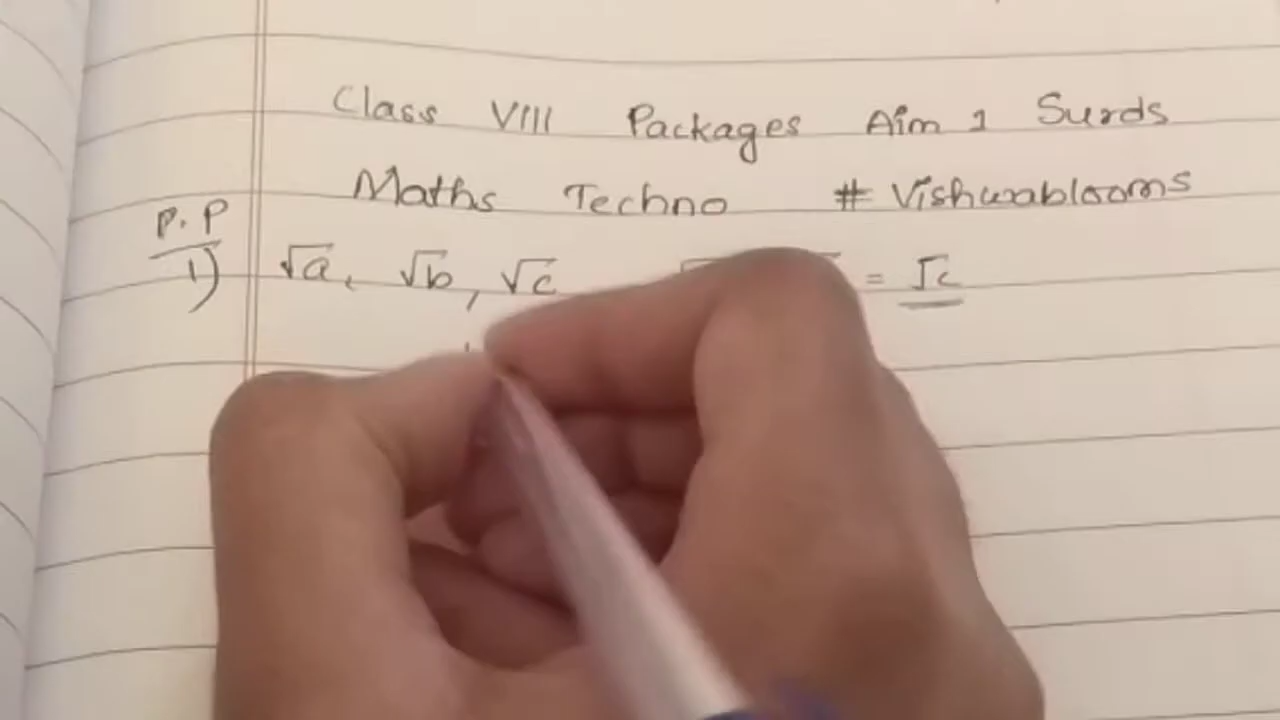 Class VIII Packages Aim 1 Surds
Maths Techno # Vishwablooms
P. P
1) √a, √b, √c = √c